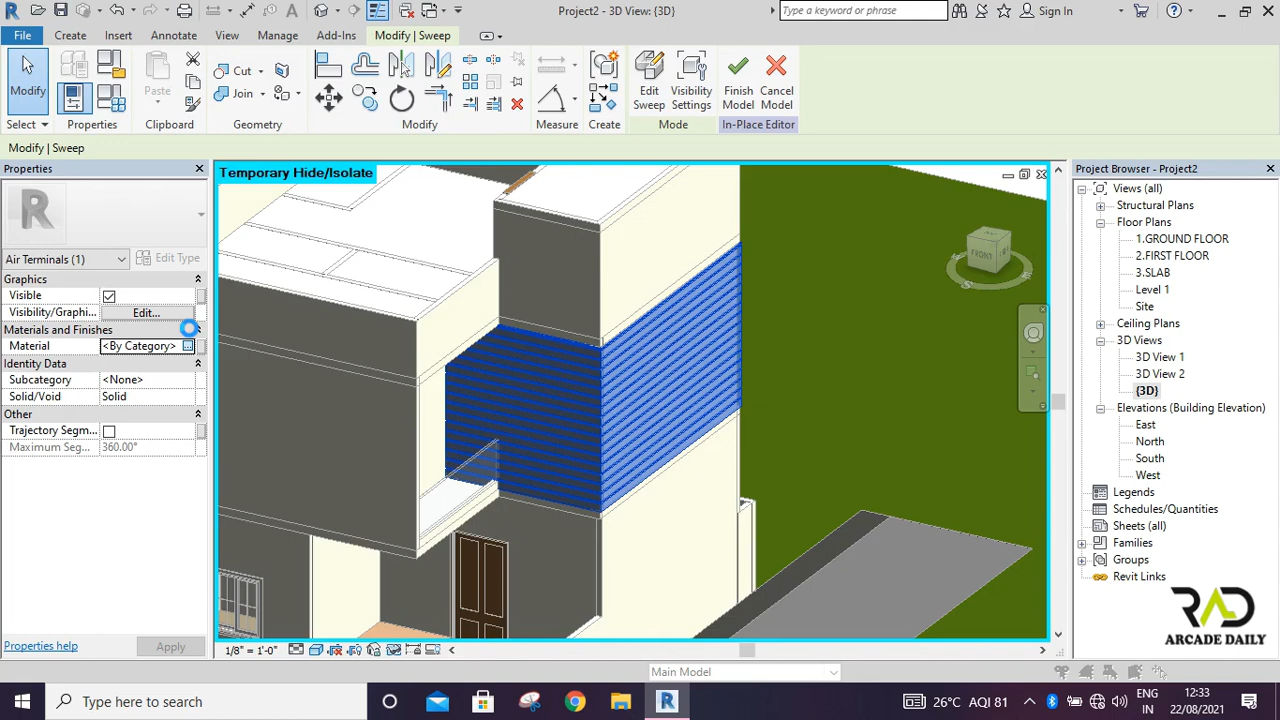 Project2 - 3D View: {3D}
Type a keyword or phrase
Sign In
File Create Insert Annotate View Manage Add-Ins Modify | Sweep
Modify
Paste
Cut
Join
Edit Sweep
Visibility Settings
Finish Model
Cancel Model
Select Properties Clipboard Geometry Modify Measure Create Mode In-Place Editor
Modify | Sweep
Properties
Air Terminals (1)
Edit Type
Graphics
Visible
Visibility/Graphi... Edit...
Materials and Finishes
Material <By Category>
Identity Data
Subcategory <None>
Solid/Void Solid
Other
Trajectory Segm...
Maximum Seg... 360.00°
Properties help
Apply
Temporary Hide/Isolate
FRONT
1/8" = 1'-0"
Main Model
Project Browser - Project2
Views (all)
Structural Plans
Floor Plans
1.GROUND FLOOR
2.FIRST FLOOR
3.SLAB
Level 1
Site
Ceiling Plans
3D Views
3D View 1
3D View 2
{3D}
Elevations (Building Elevation)
East
North
South
West
Legends
Schedules/Quantities
Sheets (all)
Families
Groups
Revit Links
RAD
ARCADE DAILY
Type here to search
26°C AQI 81
ENG
IN
12:33
22/08/2021